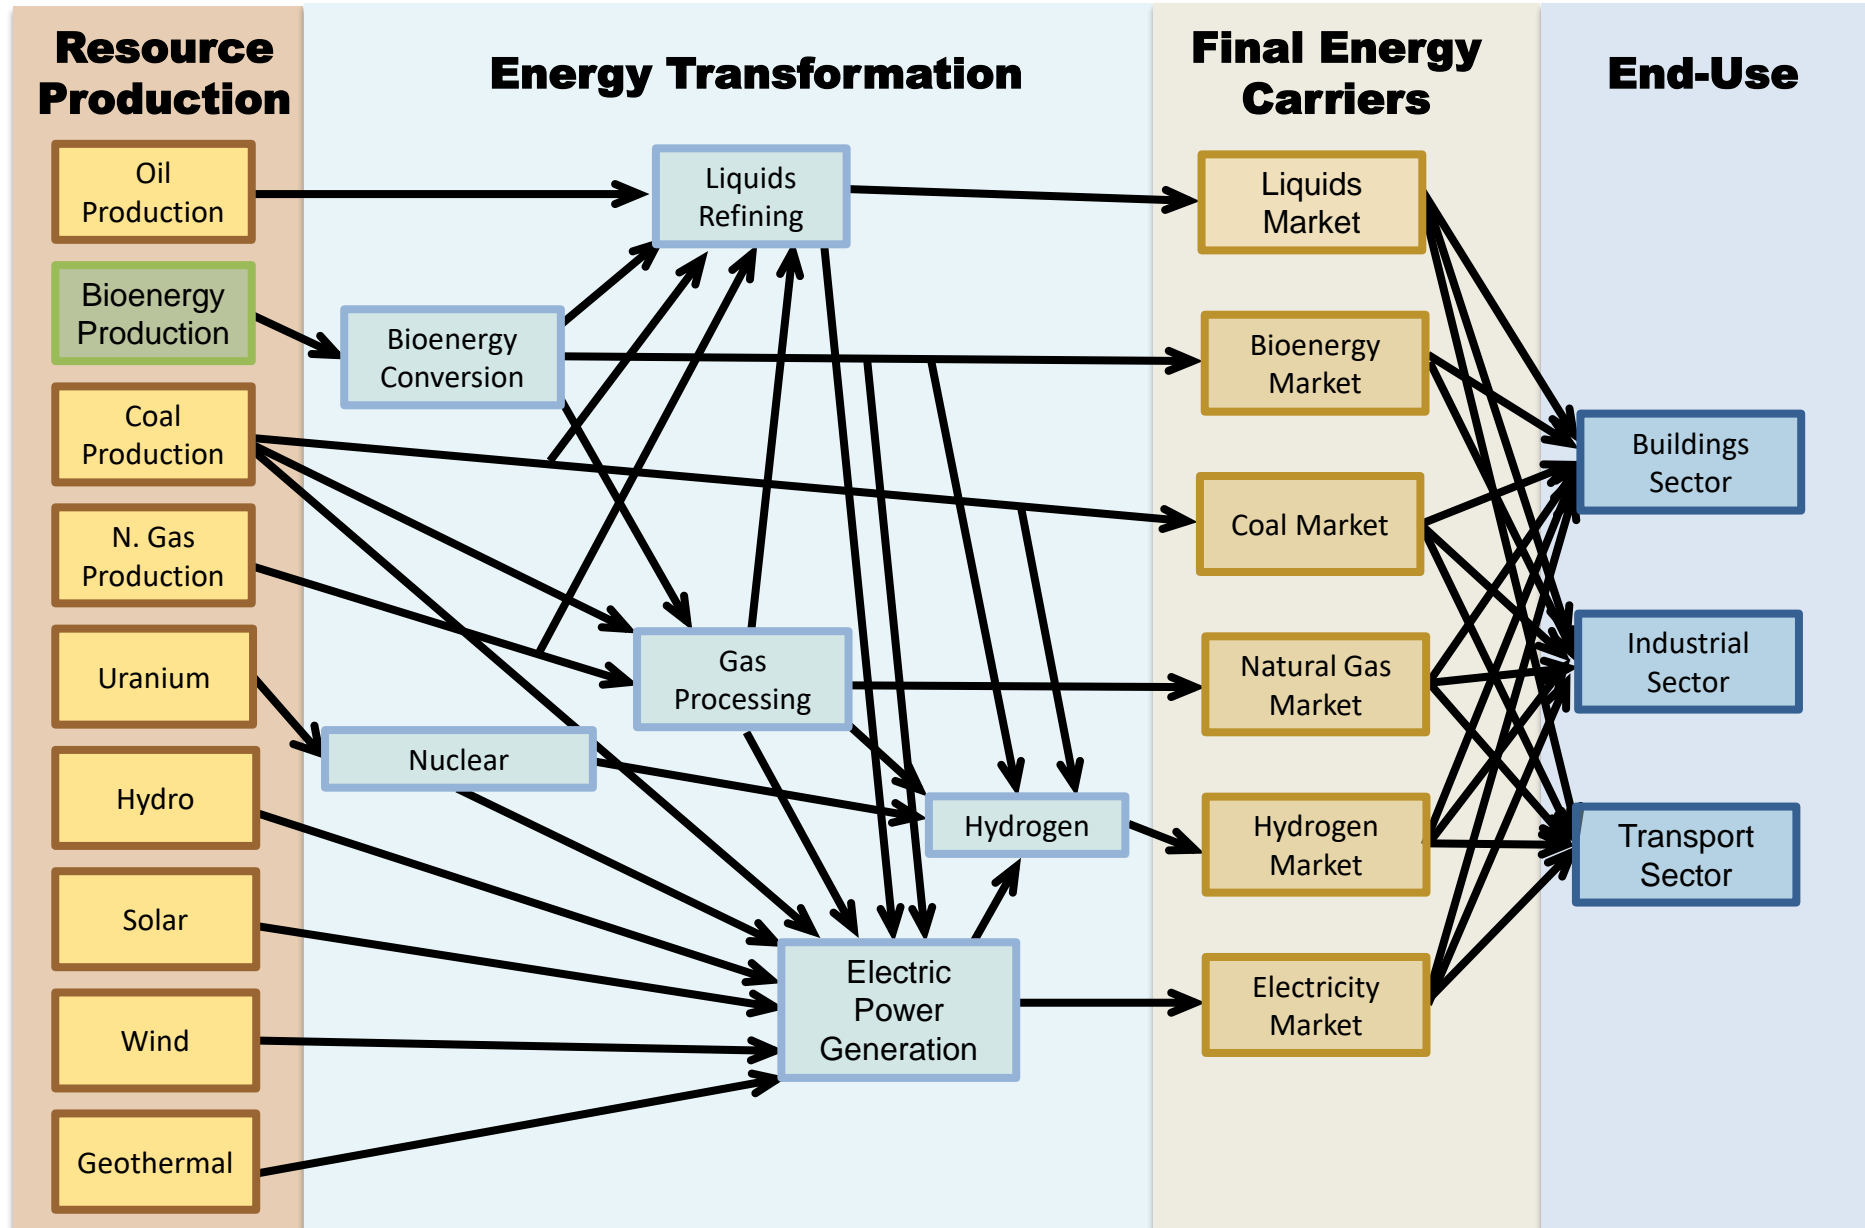 Resource
Production
Energy Transformation
Final Energy
Carriers
End-Use
Oil
Production
Bioenergy
Production
Coal
Production
N. Gas
Production
Uranium
Hydro
Solar
Wind
Geothermal
Liquids
Refining
Bioenergy
Conversion
Gas
Processing
Nuclear
Hydrogen
Electric
Power
Generation
Liquids
Market
Bioenergy
Market
Coal Market
Natural Gas
Market
Hydrogen
Market
Electricity
Market
Buildings
Sector
Industrial
Sector
Transport
Sector